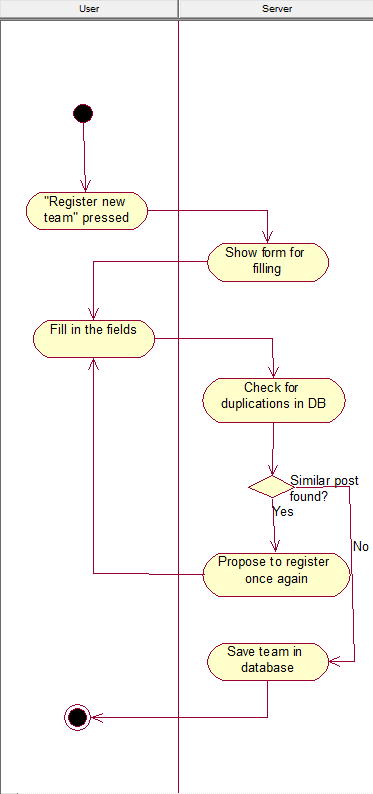 User
Server
"Register new
team" pressed
Show form for
filling
Fill in the fields
Check for
duplications in DB
Similar post
found?
Yes
No
Propose to register
once again
Save team in
database